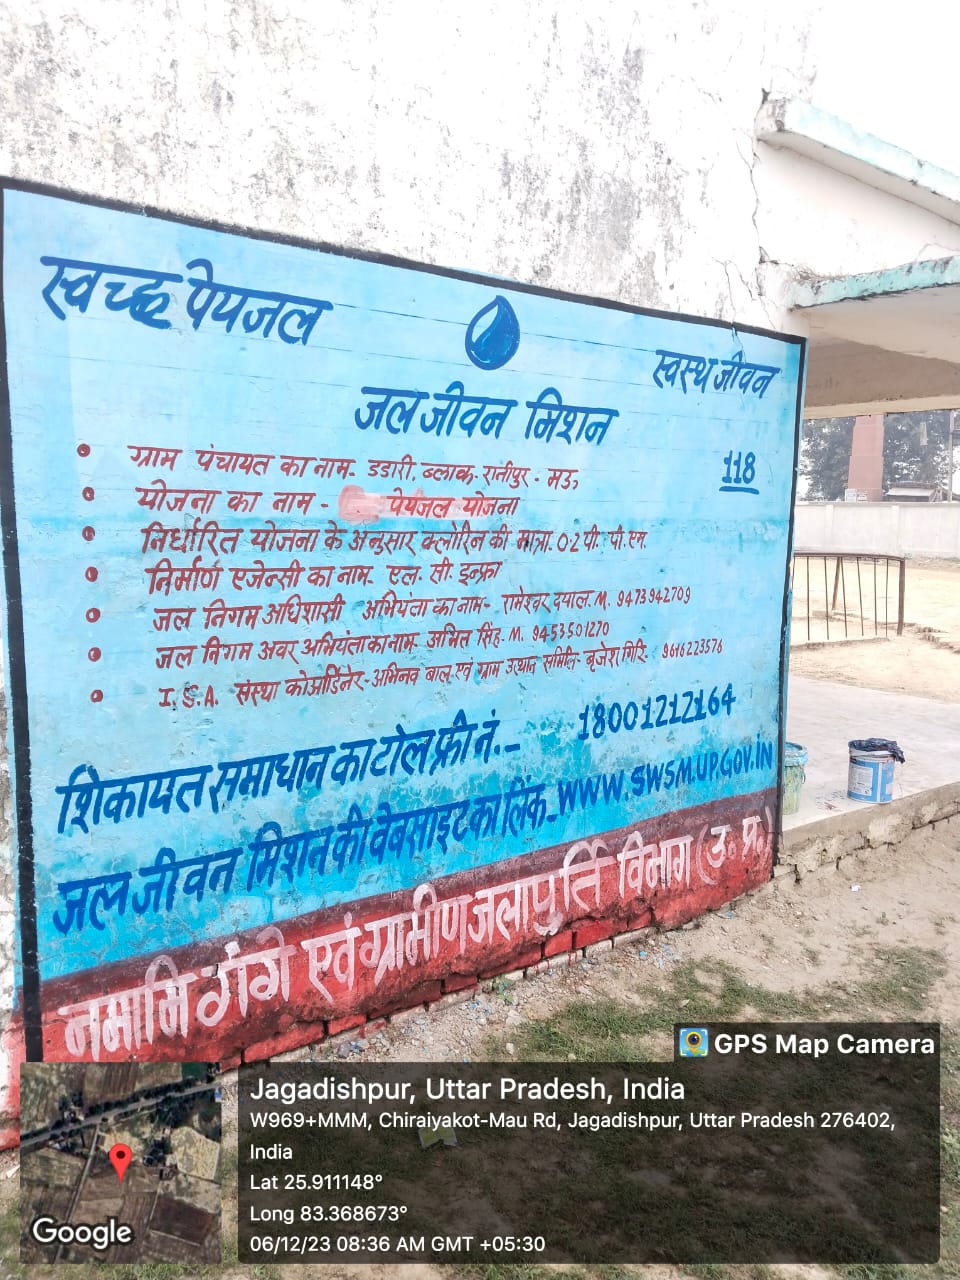 स्वच्छ पेयजल
स्वस्थ जीवन
जल जीवन मिशन
118
• ग्राम पंचायत का नाम- डडारी, ब्लाक- रानीपुर - मऊ
• योजना का नाम - पेयजल योजना
• निर्धारित योजना के अनुसार क्लोरिन की मात्रा. 0.2 पी. पी. एम.
• निर्माण एजेन्सी का नाम- एल. सी. इन्फ्रा
• जल निगम अधिशासी अभियंता का नाम- रामेश्वर दयाल. M. 9473942709
• जल निगम अवर अभियंता का नाम- अमित सिंह- M. 9453501270
• I.S.A. संस्था कोआर्डिनेर- अभिनव बाल एवं ग्राम उत्थान समिति- बृजेश गिरि- 9616223576
शिकायत समाधान का टोल फ्री नं.- 18001212164
जल जीवन मिशन की वेबसाइट का लिंक- WWW.SWSM.UP.GOV.iN
नमामि गंगे एवं ग्रामीण जलापुर्ति विभाग (उ० प्र०)
GPS Map Camera
Jagadishpur, Uttar Pradesh, India
W969+MMM, Chiraiyakot-Mau Rd, Jagadishpur, Uttar Pradesh 276402,
India
Lat 25.911148°
Long 83.368673°
06/12/23 08:36 AM GMT +05:30
Google